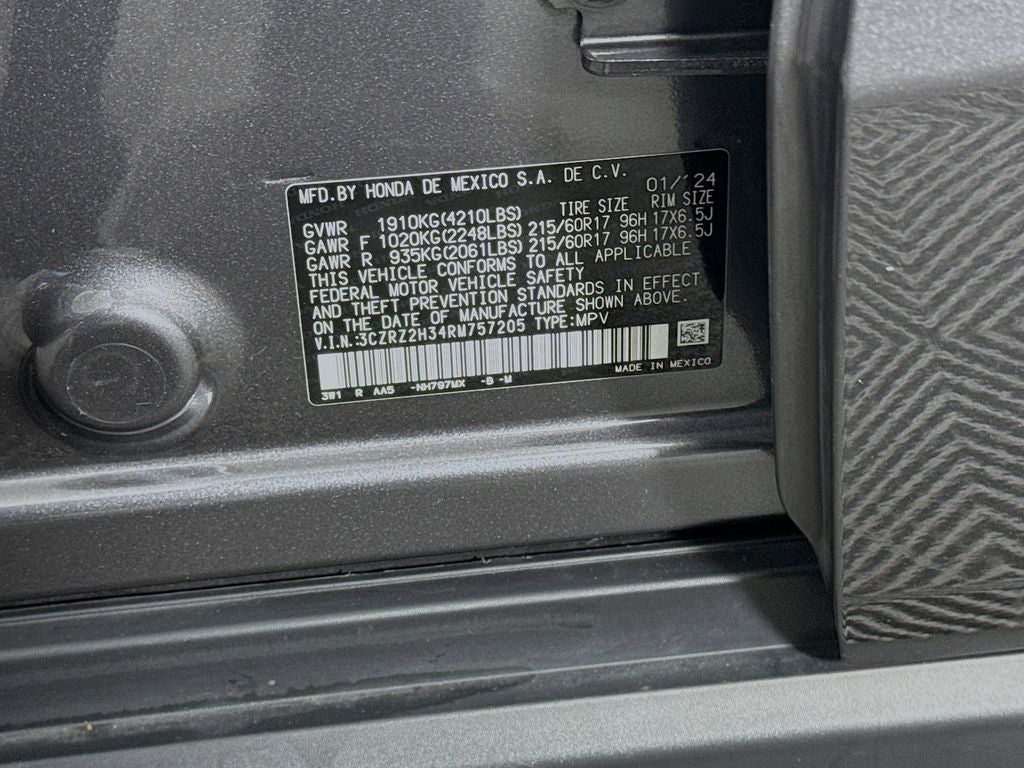 MFD.BY HONDA DE MEXICO S.A. DE C.V. 01/24
GVWR 1910KG(4210LBS) TIRE SIZE RIM SIZE
GAWR F 1020KG(2248LBS) 215/60R17 96H 17X6.5J
GAWR R 935KG(2061LBS) 215/60R17 96H 17X6.5J
THIS VEHICLE CONFORMS TO ALL APPLICABLE
FEDERAL MOTOR VEHICLE SAFETY
AND THEFT PREVENTION STANDARDS IN EFFECT
ON THE DATE OF MANUFACTURE SHOWN ABOVE.
V.I.N.:3CZRZ2H34RM757205 TYPE:MPV
MADE IN MEXICO
3W1 R AA5 -NH797MX -B -M